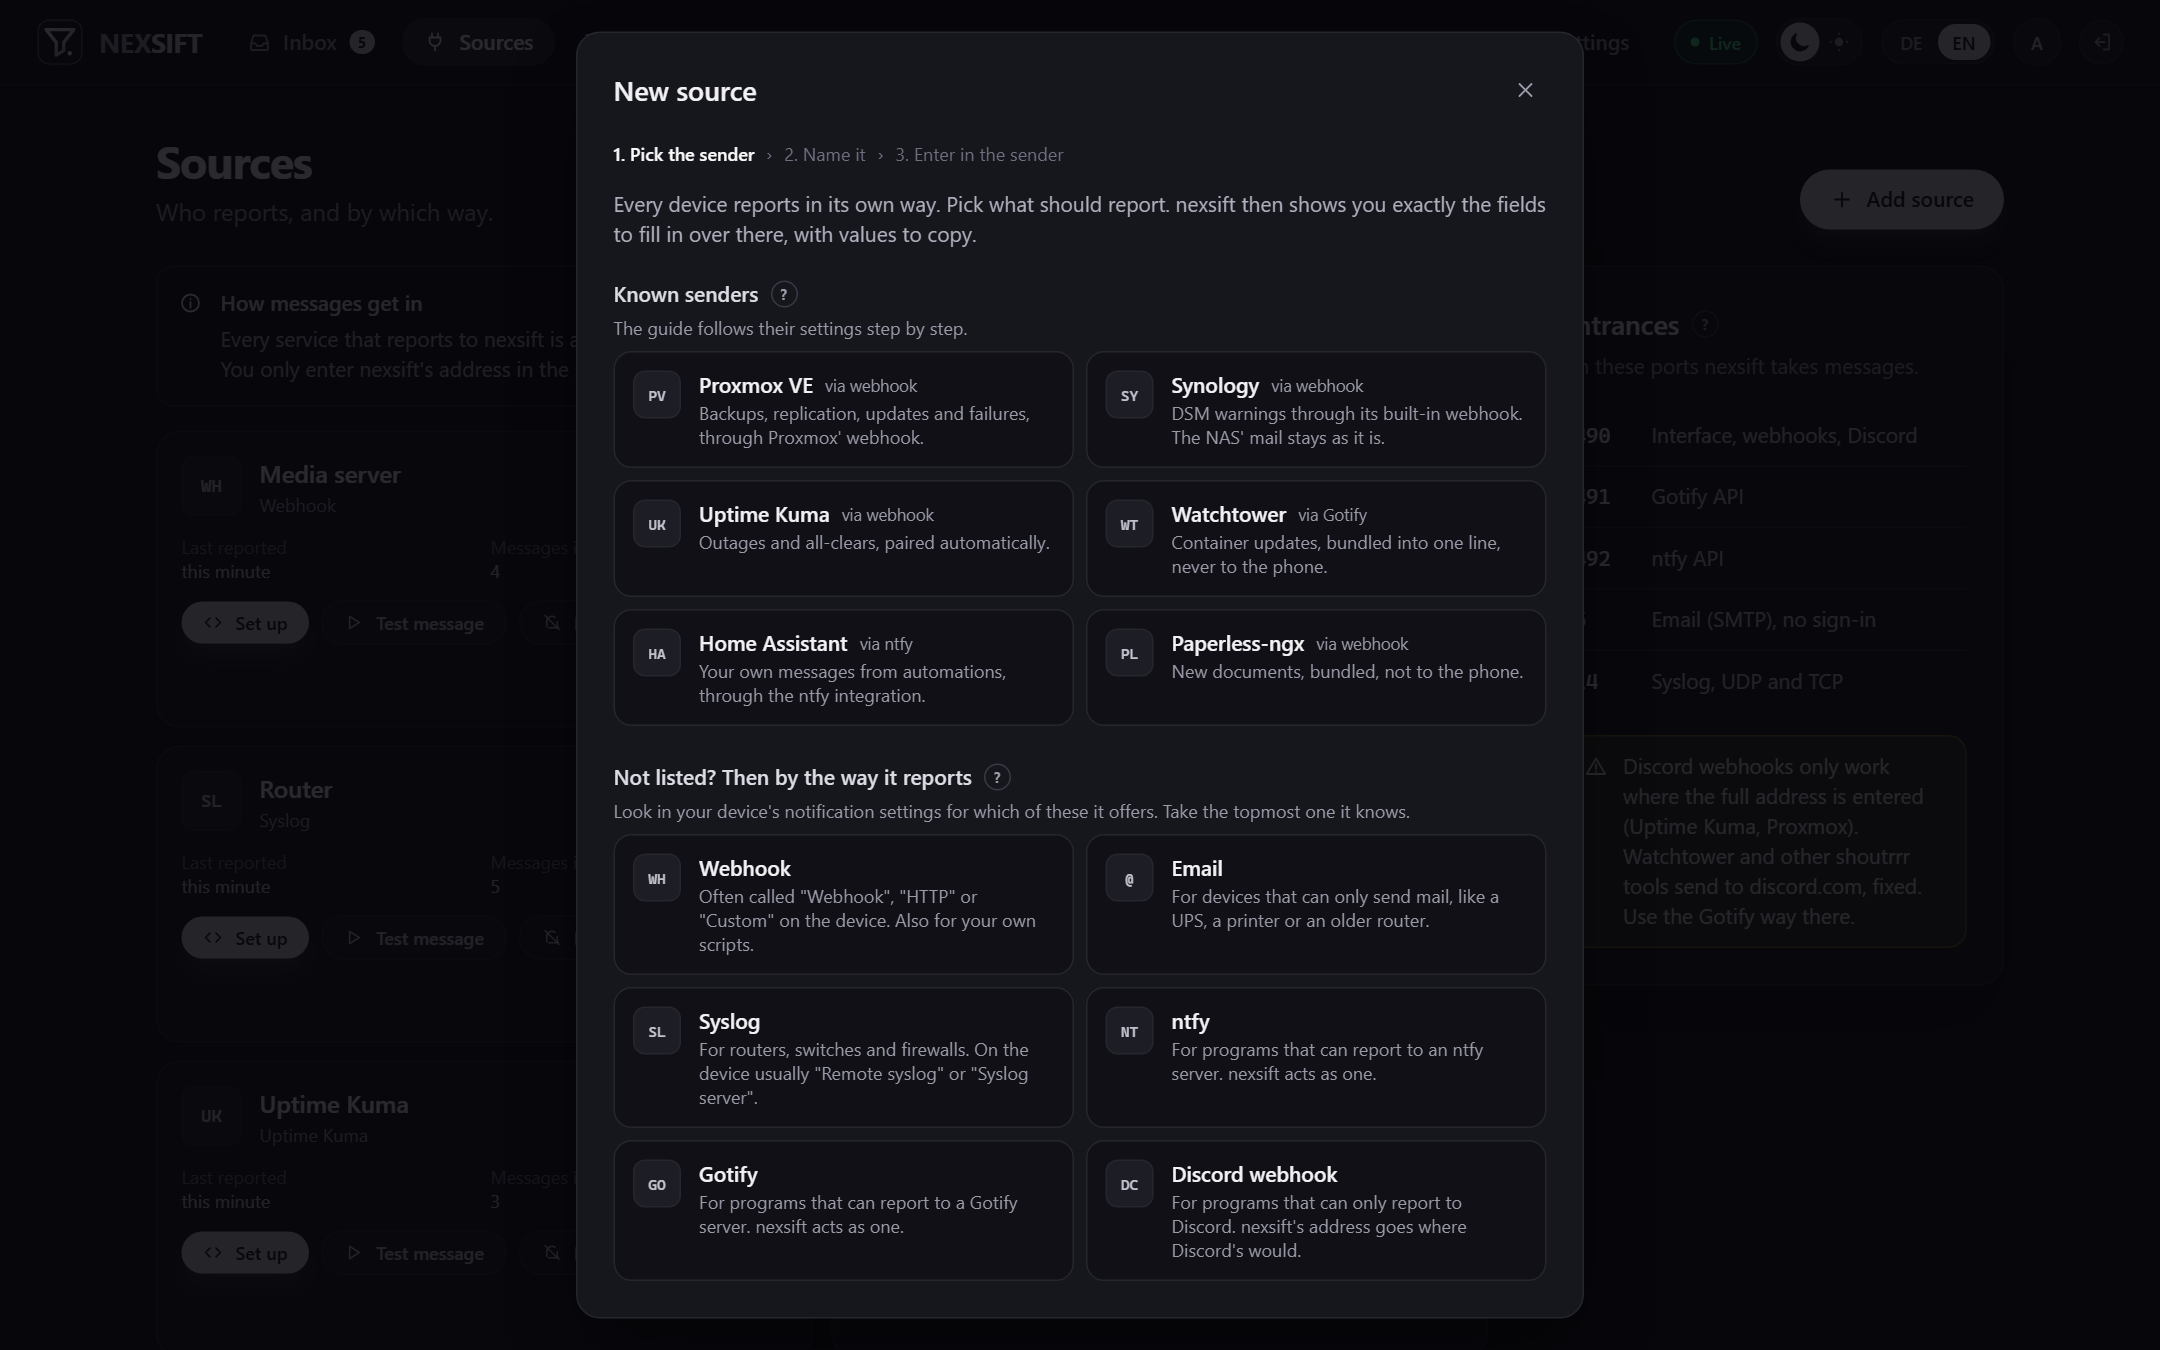 NEXSIFT
Inbox 5
Sources
ttings
Live
DE EN
A
Sources
Who reports, and by which way.
Add source
How messages get in
Every service that reports to nexsift is a
You only enter nexsift's address in the
WH
Media server
Webhook
Last reported
this minute
Messages i
4
Set up
Test message
SL
Router
Syslog
Last reported
this minute
Messages i
5
Set up
Test message
UK
Uptime Kuma
Uptime Kuma
Last reported
this minute
Messages i
3
Set up
Test message
New source
1. Pick the sender › 2. Name it › 3. Enter in the sender
Every device reports in its own way. Pick what should report. nexsift then shows you exactly the fields
to fill in over there, with values to copy.
Known senders ?
The guide follows their settings step by step.
PV
Proxmox VE via webhook
Backups, replication, updates and failures,
through Proxmox' webhook.
SY
Synology via webhook
DSM warnings through its built-in webhook.
The NAS' mail stays as it is.
UK
Uptime Kuma via webhook
Outages and all-clears, paired automatically.
WT
Watchtower via Gotify
Container updates, bundled into one line,
never to the phone.
HA
Home Assistant via ntfy
Your own messages from automations,
through the ntfy integration.
PL
Paperless-ngx via webhook
New documents, bundled, not to the phone.
Not listed? Then by the way it reports ?
Look in your device's notification settings for which of these it offers. Take the topmost one it knows.
WH
Webhook
Often called "Webhook", "HTTP" or
"Custom" on the device. Also for your own
scripts.
@
Email
For devices that can only send mail, like a
UPS, a printer or an older router.
SL
Syslog
For routers, switches and firewalls. On the
device usually "Remote syslog" or "Syslog
server".
NT
ntfy
For programs that can report to an ntfy
server. nexsift acts as one.
GO
Gotify
For programs that can report to a Gotify
server. nexsift acts as one.
DC
Discord webhook
For programs that can only report to
Discord. nexsift's address goes where
Discord's would.
ntrances ?
these ports nexsift takes messages.
90 Interface, webhooks, Discord
91 Gotify API
92 ntfy API
Email (SMTP), no sign-in
4 Syslog, UDP and TCP
Discord webhooks only work
where the full address is entered
(Uptime Kuma, Proxmox).
Watchtower and other shoutrrr
tools send to discord.com, fixed.
Use the Gotify way there.